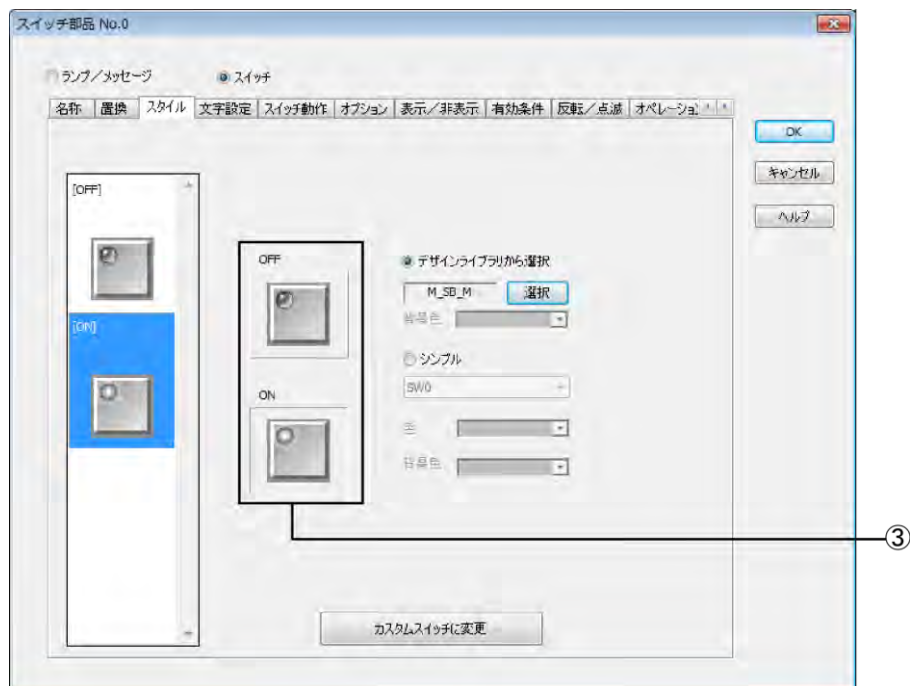 スイッチ部品 No.0
ランプ／メッセージ
スイッチ
名称
置換
スタイル
文字設定
スイッチ動作
オプション
表示／非表示
有効条件
反転／点滅
オペレーショ
OK
キャンセル
ヘルプ
[OFF]
[ON]
OFF
ON
デザインライブラリから選択
M_SB_M
選択
背景色
シンプル
SW0
色
背景色
③
カスタムスイッチに変更